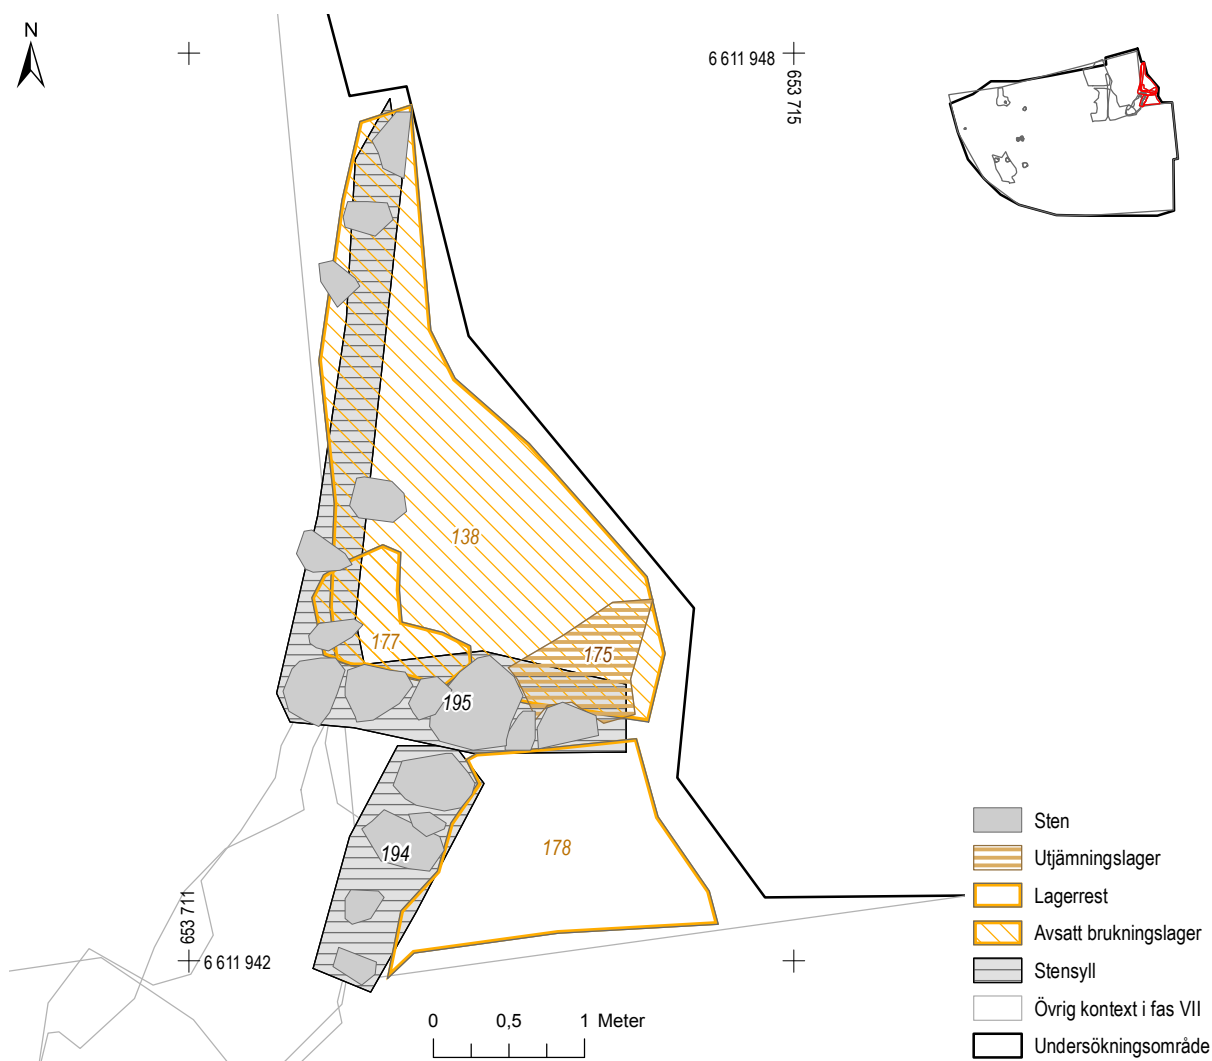 N
6 611 948
653 715
138
177
175
195
194
178
653 711
6 611 942
0 0,5 1 Meter
Sten
Utjämningslager
Lagerrest
Avsatt brukningslager
Stensyll
Övrig kontext i fas VII
Undersökningsområde